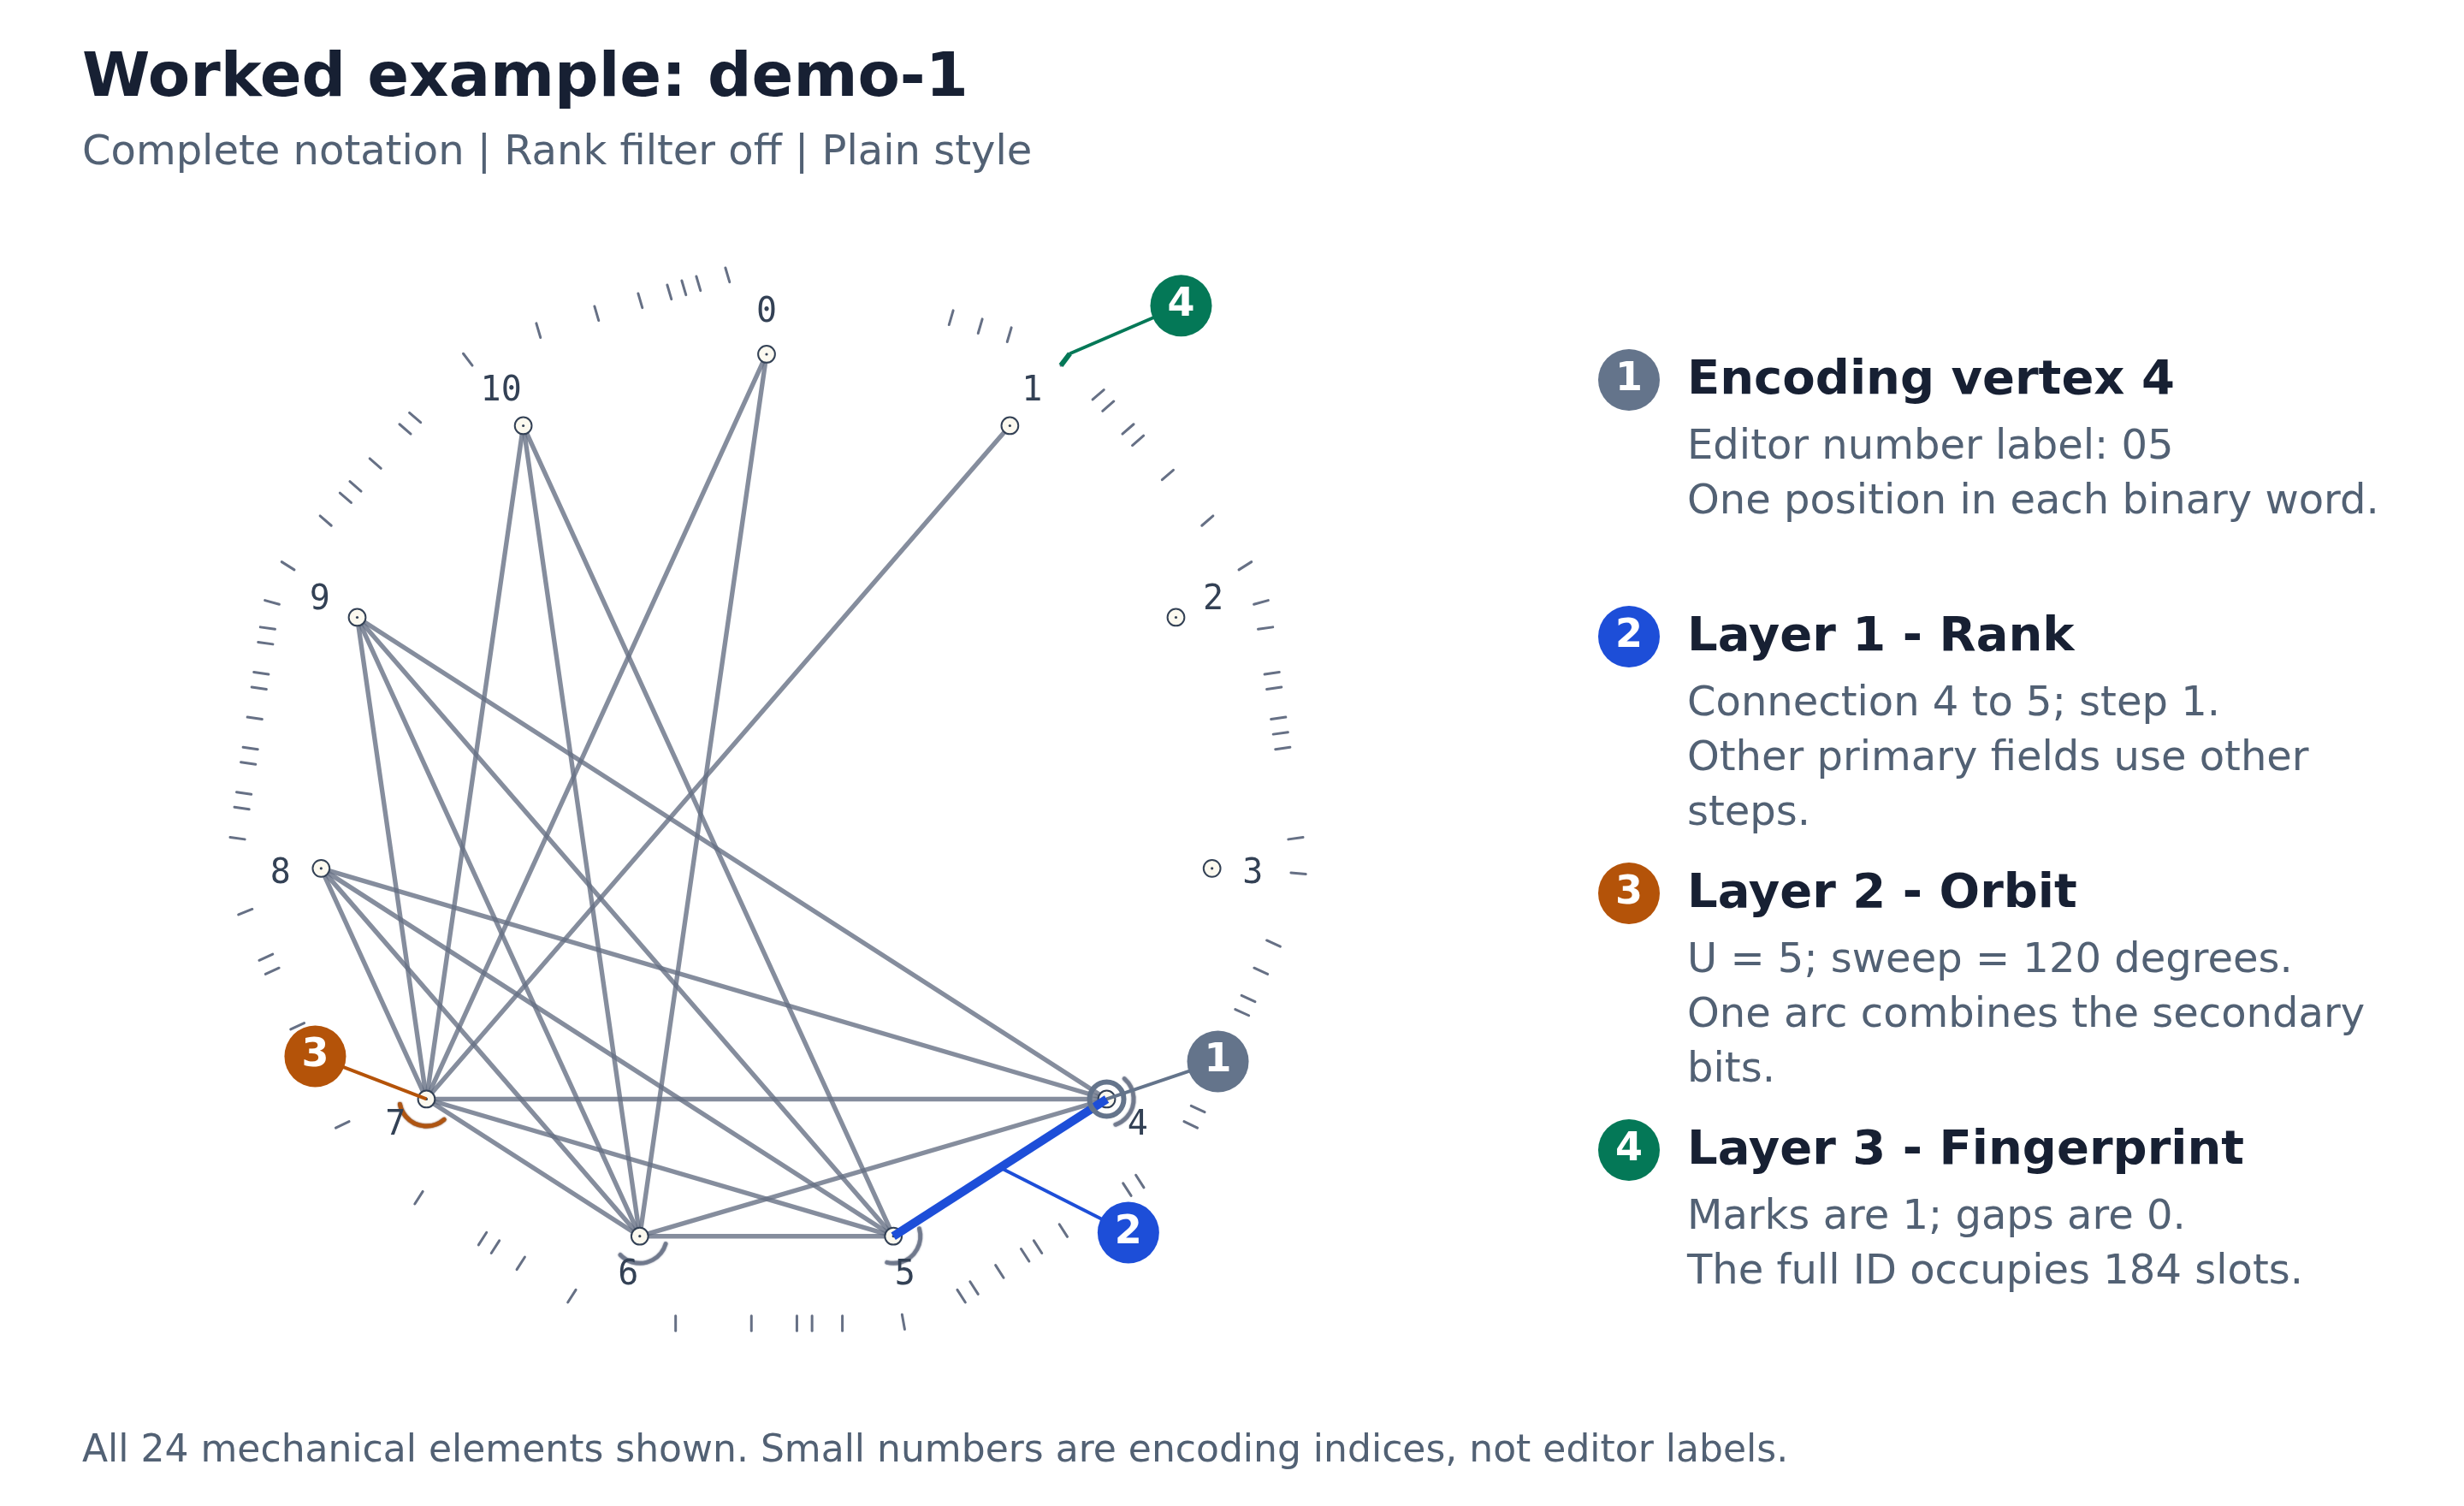 Worked example: demo-1
Complete notation | Rank filter off | Plain style
4
0
10
1
9
2
8
3
3
1
7
4
2
6
5
1 Encoding vertex 4
Editor number label: 05
One position in each binary word.
2 Layer 1 - Rank
Connection 4 to 5; step 1.
Other primary fields use other
steps.
3 Layer 2 - Orbit
U = 5; sweep = 120 degrees.
One arc combines the secondary
bits.
4 Layer 3 - Fingerprint
Marks are 1; gaps are 0.
The full ID occupies 184 slots.
All 24 mechanical elements shown. Small numbers are encoding indices, not editor labels.